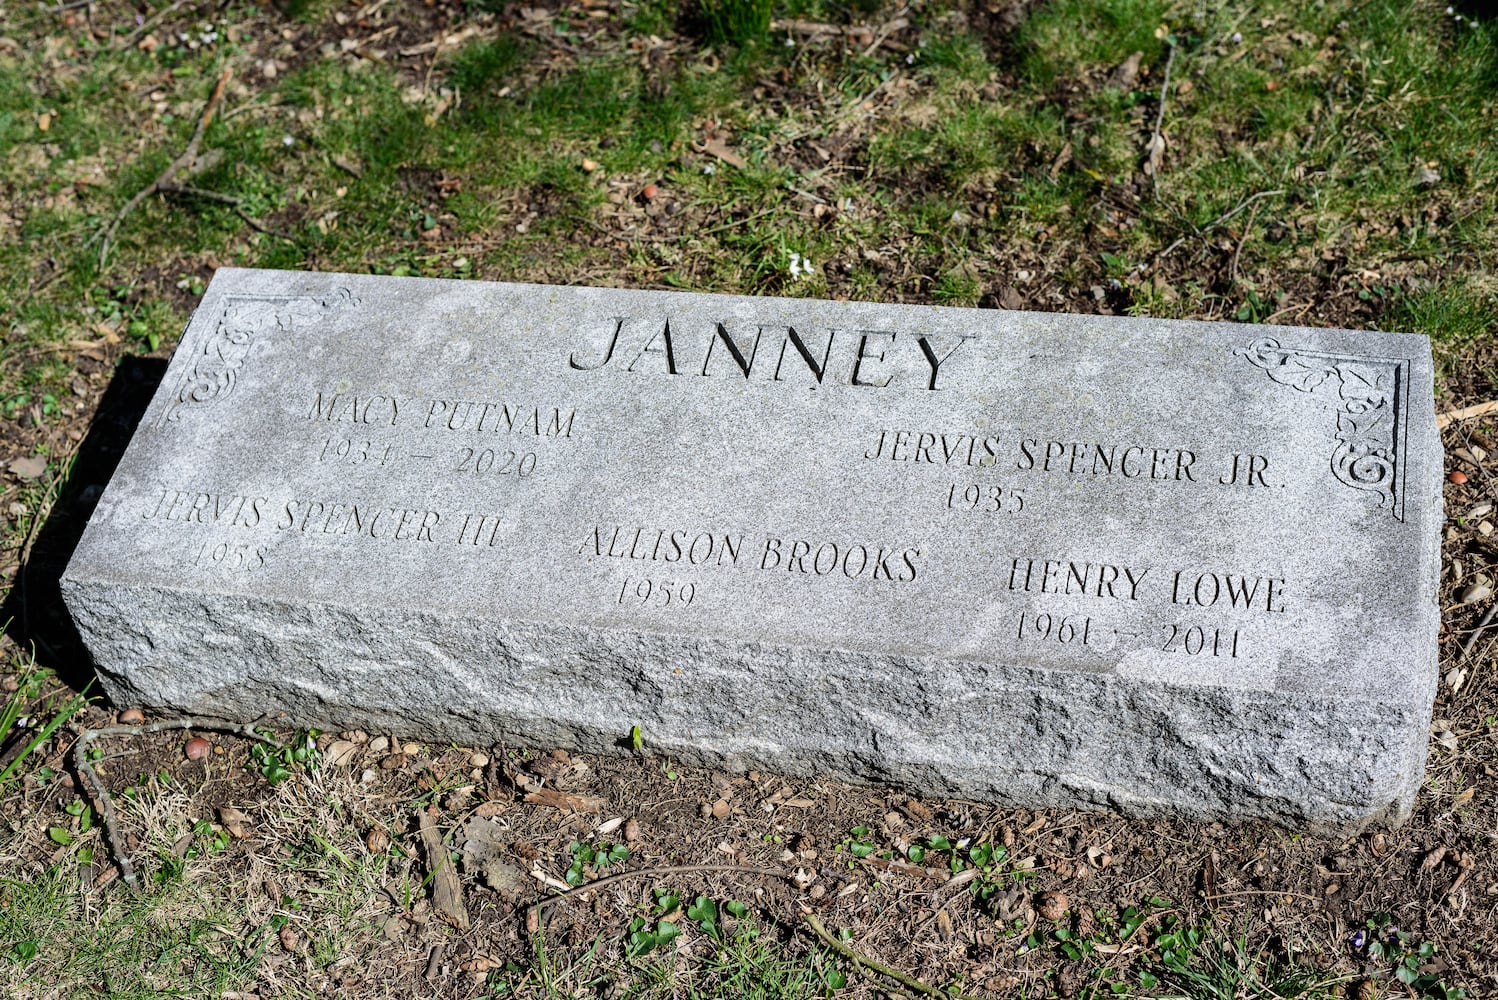 JANNEY
MACY PUTNAM
1934 – 2020
JERVIS SPENCER JR.
1935
JERVIS SPENCER III
1958
ALLISON BROOKS
1959
HENRY LOWE
1961 – 2011